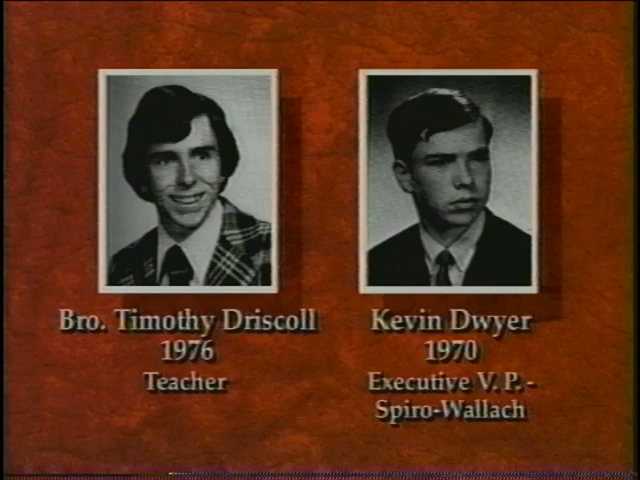 Bro. Timothy Driscoll
1976
Teacher
Kevin Dwyer
1970
Executive V. P. -
Spiro-Wallach